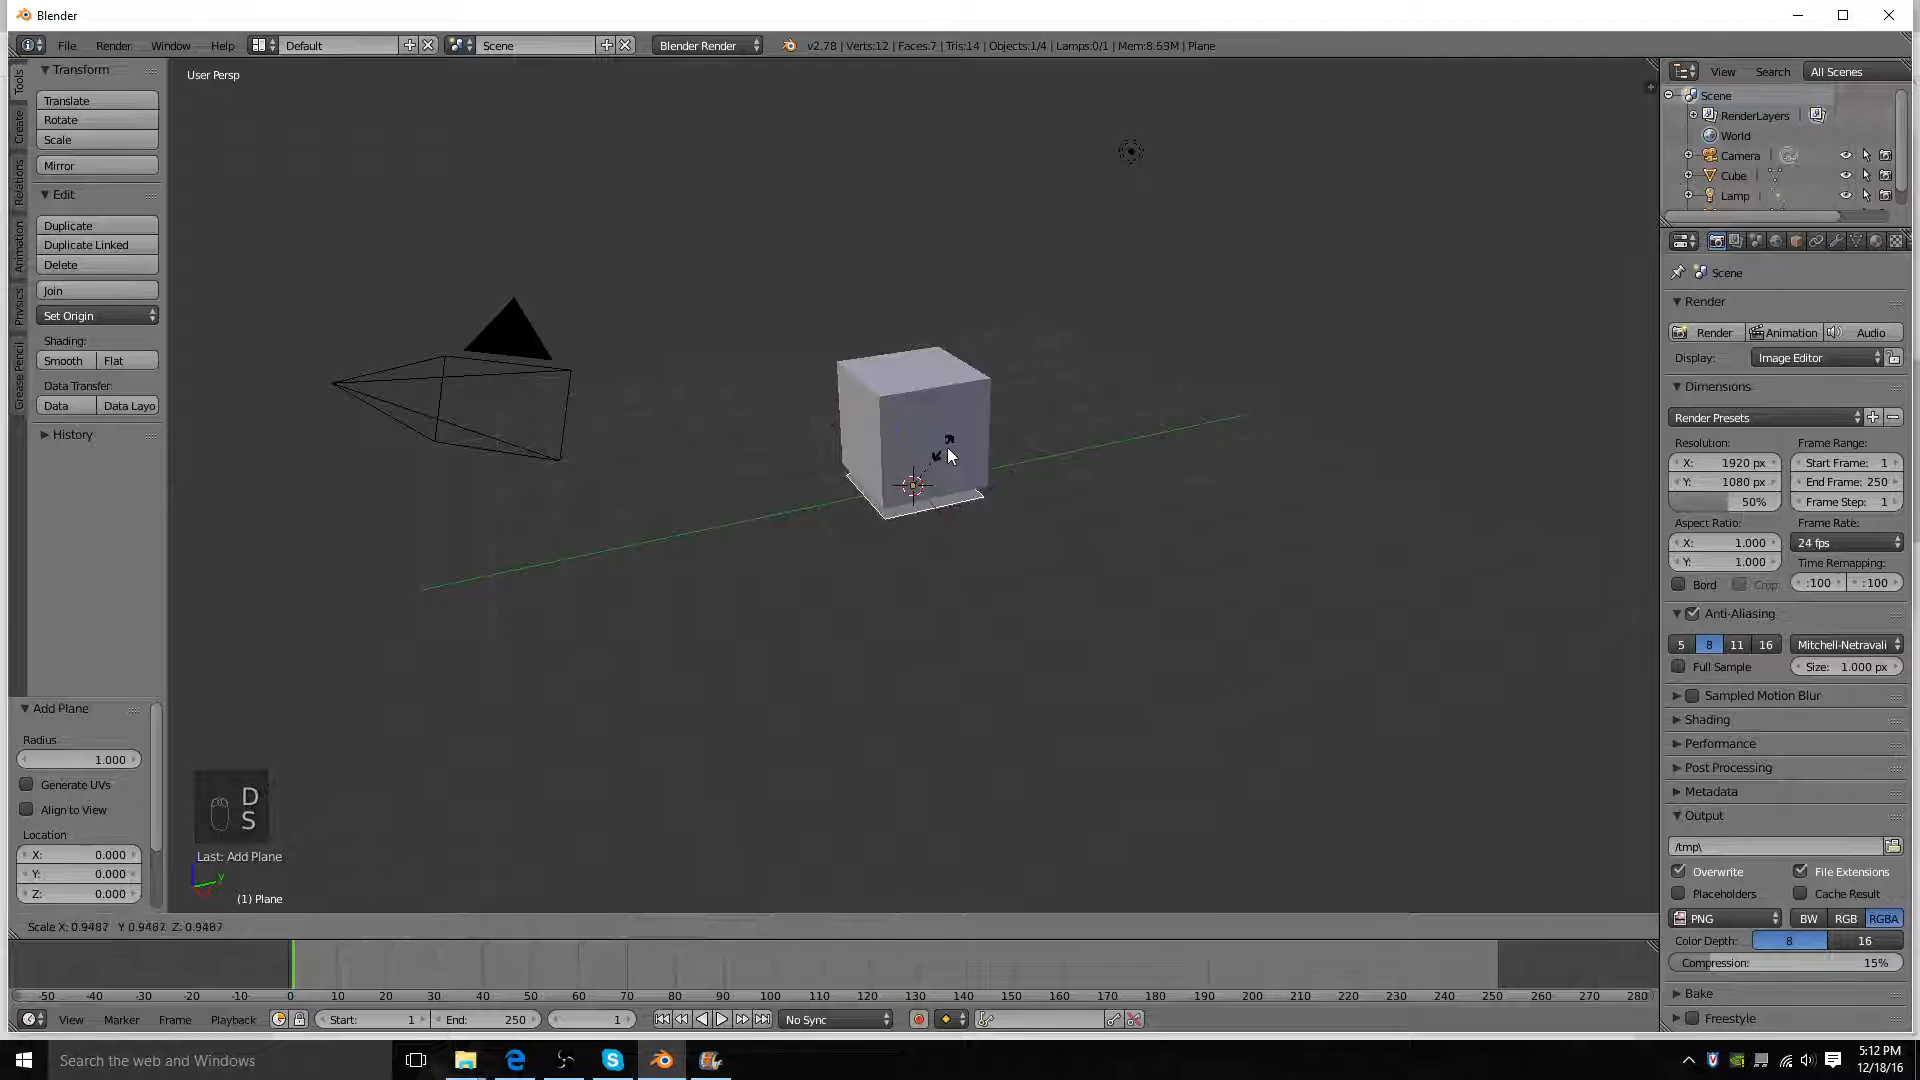 Blender
File Render Window Help Default Scene Blender Render v2.78 | Verts:12 | Faces:7 | Tris:14 | Objects:1/4 | Lamps:0/1 | Mem:8.59M | Plane
Tools
Create
Relations
Animation
Physics
Grease Pencil
Transform
Translate
Rotate
Scale
Mirror
Edit
Duplicate
Duplicate Linked
Delete
Join
Set Origin
Shading:
Smooth Flat
Data Transfer:
Data Data Layo
History
Add Plane
Radius
1.000
Generate UVs
Align to View
Location
X: 0.000
Y: 0.000
Z: 0.000
User Persp
D
S
Last: Add Plane
y
(1) Plane
Scale X: 0.9487 Y 0.9487 Z: 0.9487
View Search All Scenes
Scene
RenderLayers
World
Camera
Cube
Lamp
Scene
Render
Render Animation Audio
Display: Image Editor
Dimensions
Render Presets
Resolution: Frame Range:
X: 1920 px Start Frame: 1
Y: 1080 px End Frame: 250
50% Frame Step: 1
Aspect Ratio: Frame Rate:
X: 1.000 24 fps
Y: 1.000 Time Remapping:
Bord Crop :100 :100
Anti-Aliasing
5 8 11 16 Mitchell-Netravali
Full Sample Size: 1.000 px
Sampled Motion Blur
Shading
Performance
Post Processing
Metadata
Output
/tmp\
Overwrite File Extensions
Placeholders Cache Result
PNG BW RGB RGBA
Color Depth: 8 16
Compression: 15%
Bake
Freestyle
-50 -40 -30 -20 -10 0 10 20 30 40 50 60 70 80 90 100 110 120 130 140 150 160 170 180 190 200 210 220 230 240 250 260 270 280
View Marker Frame Playback Start: 1 End: 250 1 No Sync
Search the web and Windows
5:12 PM
12/18/16